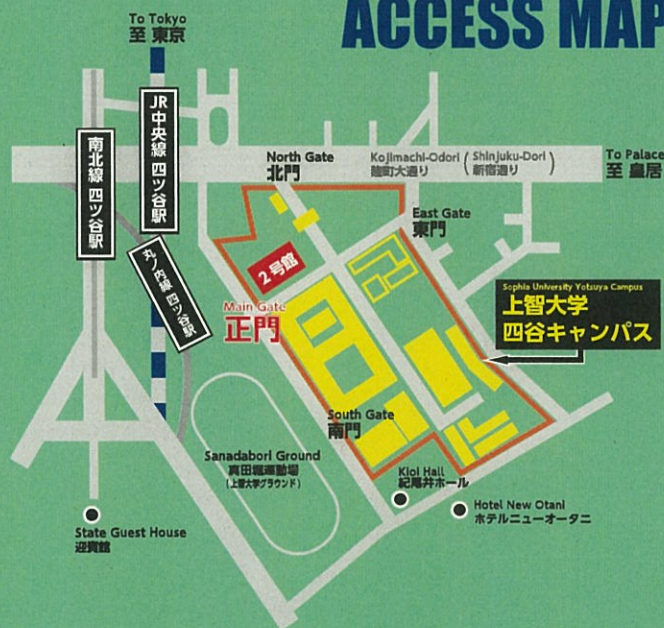 ACCESS MAP
To Tokyo
至 東京
JR中央線 四ツ谷駅
南北線 四ツ谷駅
丸ノ内線 四ツ谷駅
North Gate
北門
Kojimachi-Odori ( Shinjuku-Dori )
麹町大通り ( 新宿通り )
To Palace
至 皇居
East Gate
東門
2号館
Main Gate
正門
Sophia University Yotsuya Campus
上智大学
四谷キャンパス
South Gate
南門
Sanadabori Ground
真田堀運動場
(上智大学グラウンド)
Kioi Hall
紀尾井ホール
Hotel New Otani
ホテルニューオータニ
State Guest House
迎賓館